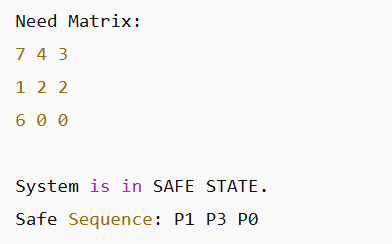 Need Matrix:
7 4 3
1 2 2
6 0 0
System is in SAFE STATE.
Safe Sequence: P1 P3 P0